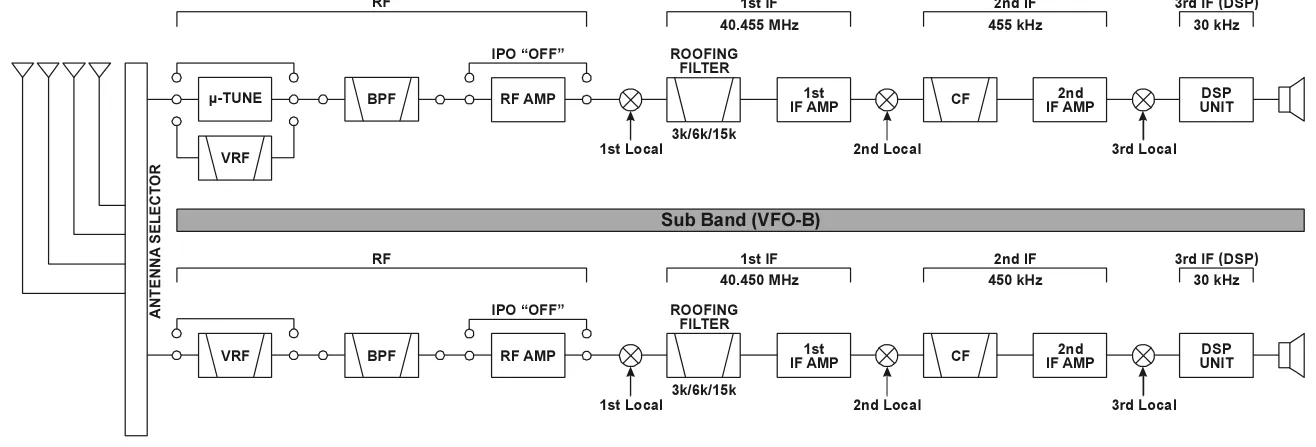 RF
1st IF
2nd IF
3rd IF (DSP)
40.455 MHz
455 kHz
30 kHz
IPO “OFF”
ROOFING
FILTER
µ-TUNE
BPF
RF AMP
1st
IF AMP
CF
2nd
IF AMP
DSP
UNIT
3k/6k/15k
1st Local
2nd Local
3rd Local
VRF
ANTENNA SELECTOR
Sub Band (VFO-B)
RF
1st IF
2nd IF
3rd IF (DSP)
40.450 MHz
450 kHz
30 kHz
IPO “OFF”
ROOFING
FILTER
VRF
BPF
RF AMP
1st
IF AMP
CF
2nd
IF AMP
DSP
UNIT
3k/6k/15k
1st Local
2nd Local
3rd Local